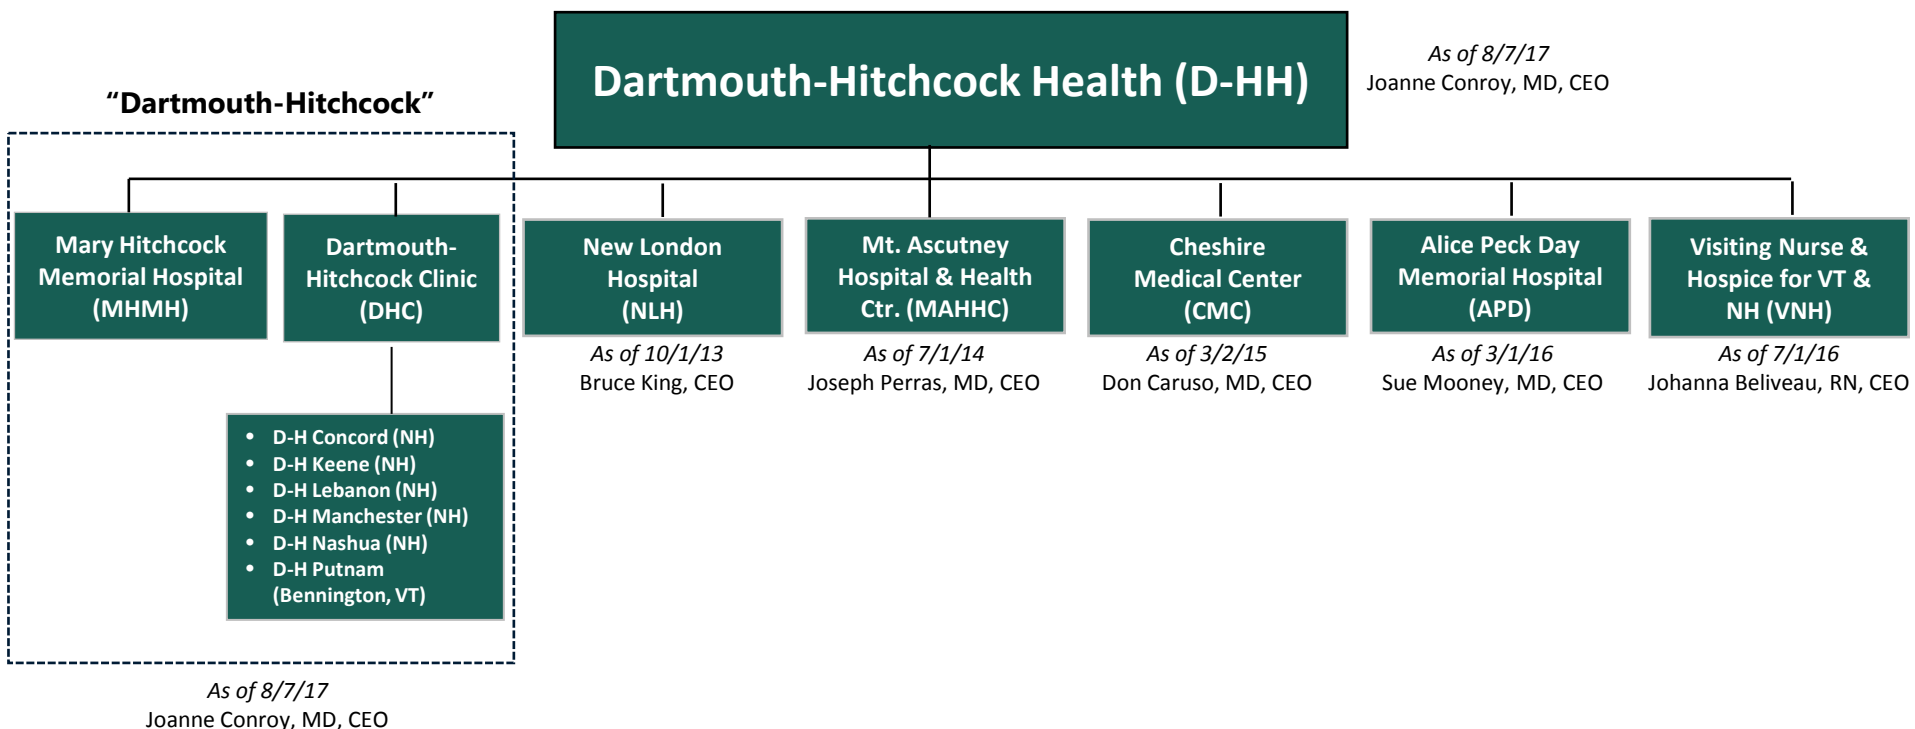 Dartmouth-Hitchcock Health (D-HH)
As of 8/7/17
Joanne Conroy, MD, CEO
“Dartmouth-Hitchcock”
Mary Hitchcock
Memorial Hospital
(MHMH)
Dartmouth-
Hitchcock Clinic
(DHC)
New London
Hospital
(NLH)
Mt. Ascutney
Hospital & Health
Ctr. (MAHHC)
Cheshire
Medical Center
(CMC)
Alice Peck Day
Memorial Hospital
(APD)
Visiting Nurse &
Hospice for VT &
NH (VNH)
As of 10/1/13
Bruce King, CEO
As of 7/1/14
Joseph Perras, MD, CEO
As of 3/2/15
Don Caruso, MD, CEO
As of 3/1/16
Sue Mooney, MD, CEO
As of 7/1/16
Johanna Beliveau, RN, CEO
• D-H Concord (NH)
• D-H Keene (NH)
• D-H Lebanon (NH)
• D-H Manchester (NH)
• D-H Nashua (NH)
• D-H Putnam
(Bennington, VT)
As of 8/7/17
Joanne Conroy, MD, CEO